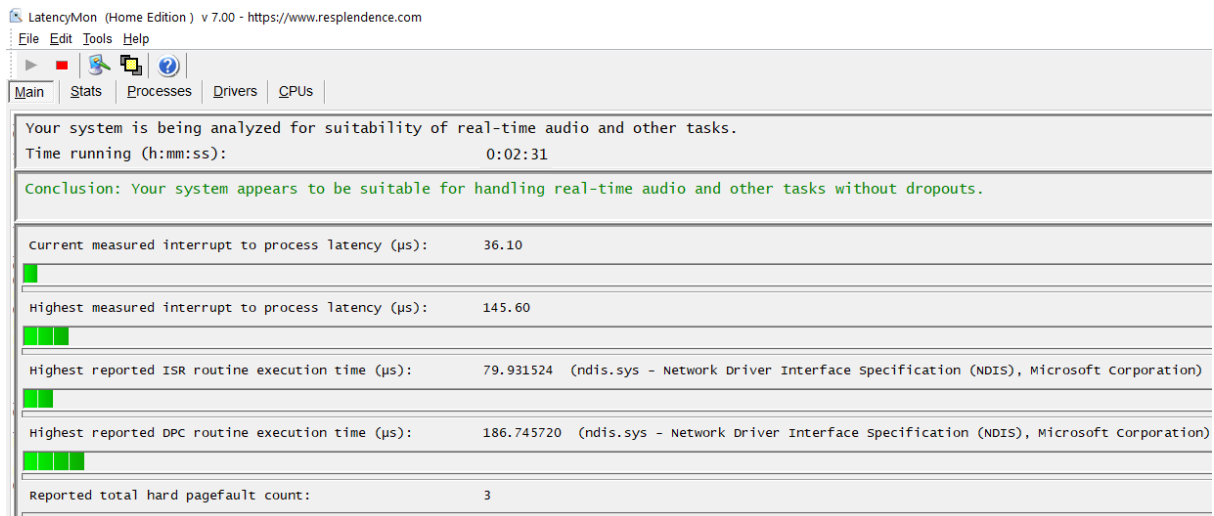 LatencyMon (Home Edition ) v 7.00 - https://www.resplendence.com
File Edit Tools Help
Main Stats Processes Drivers CPUs
Your system is being analyzed for suitability of real-time audio and other tasks.
Time running (h:mm:ss): 0:02:31
Conclusion: Your system appears to be suitable for handling real-time audio and other tasks without dropouts.
Current measured interrupt to process latency (µs): 36.10
Highest measured interrupt to process latency (µs): 145.60
Highest reported ISR routine execution time (µs): 79.931524 (ndis.sys - Network Driver Interface Specification (NDIS), Microsoft Corporation)
Highest reported DPC routine execution time (µs): 186.745720 (ndis.sys - Network Driver Interface Specification (NDIS), Microsoft Corporation)
Reported total hard pagefault count: 3